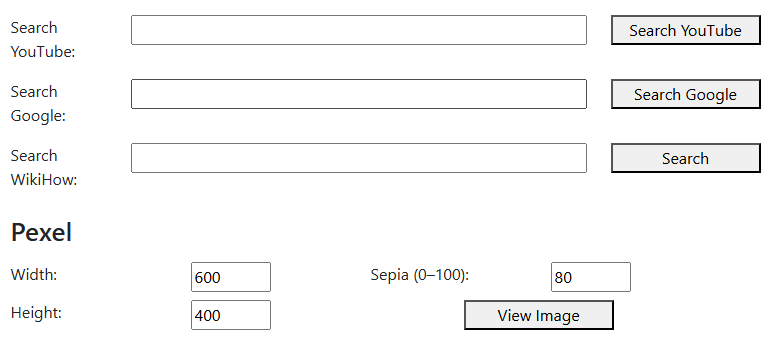 Search
YouTube:
Search YouTube
Search
Google:
Search Google
Search
WikiHow:
Search
Pexel
Width:
600
Sepia (0–100):
80
Height:
400
View Image